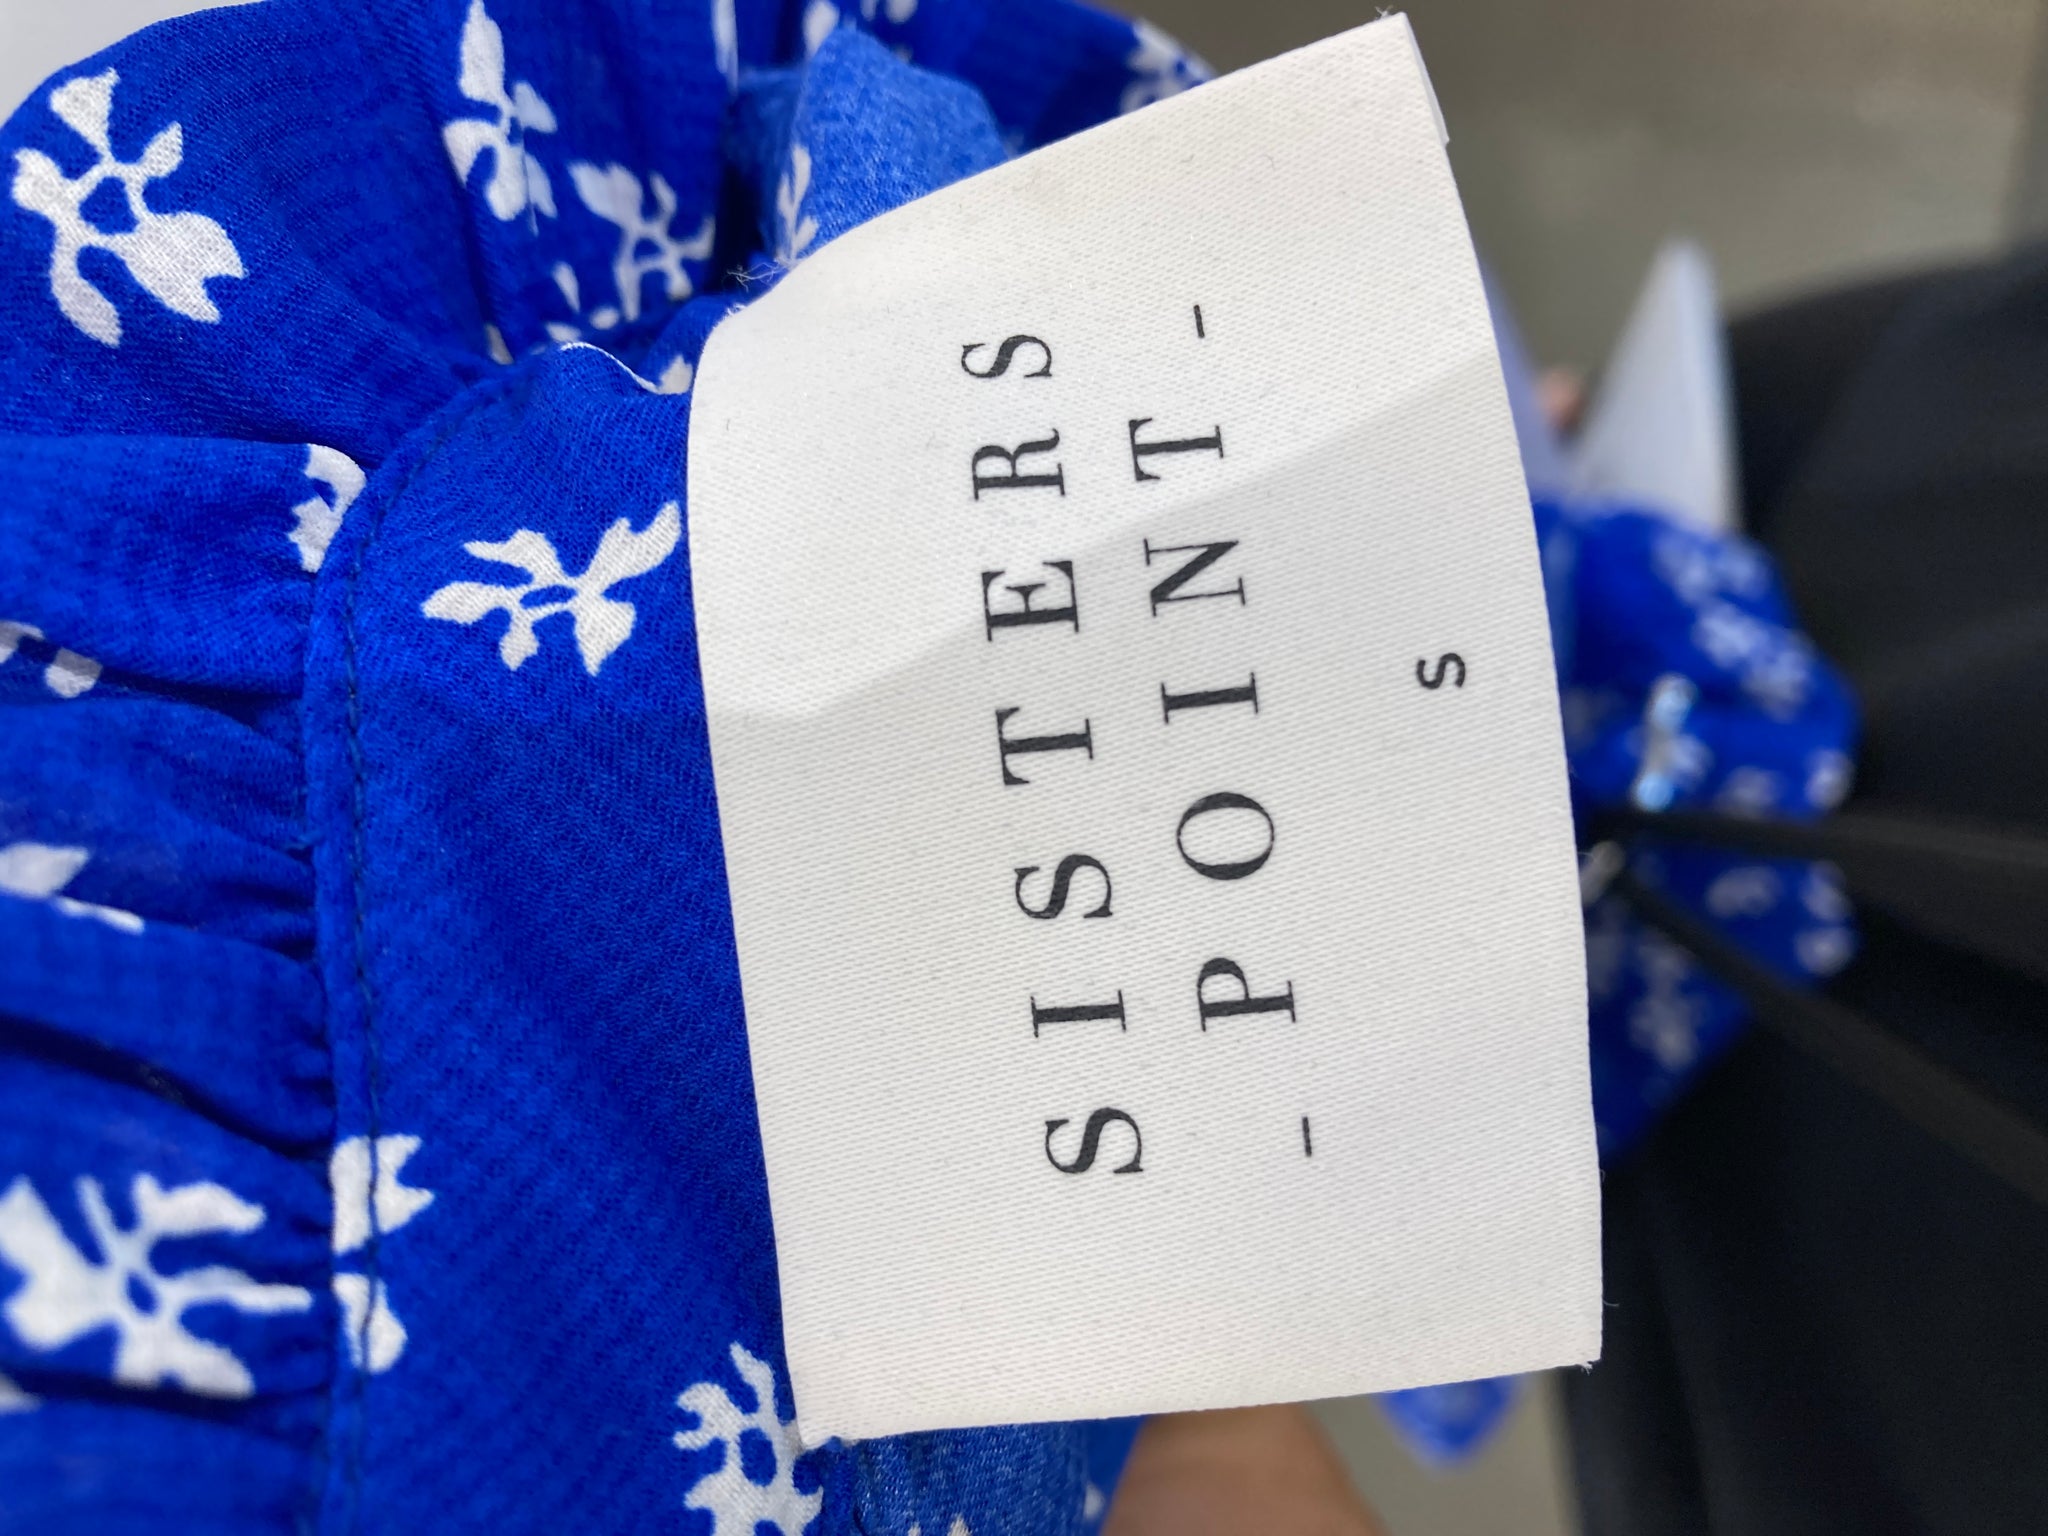 SISTERS
- POINT -
S